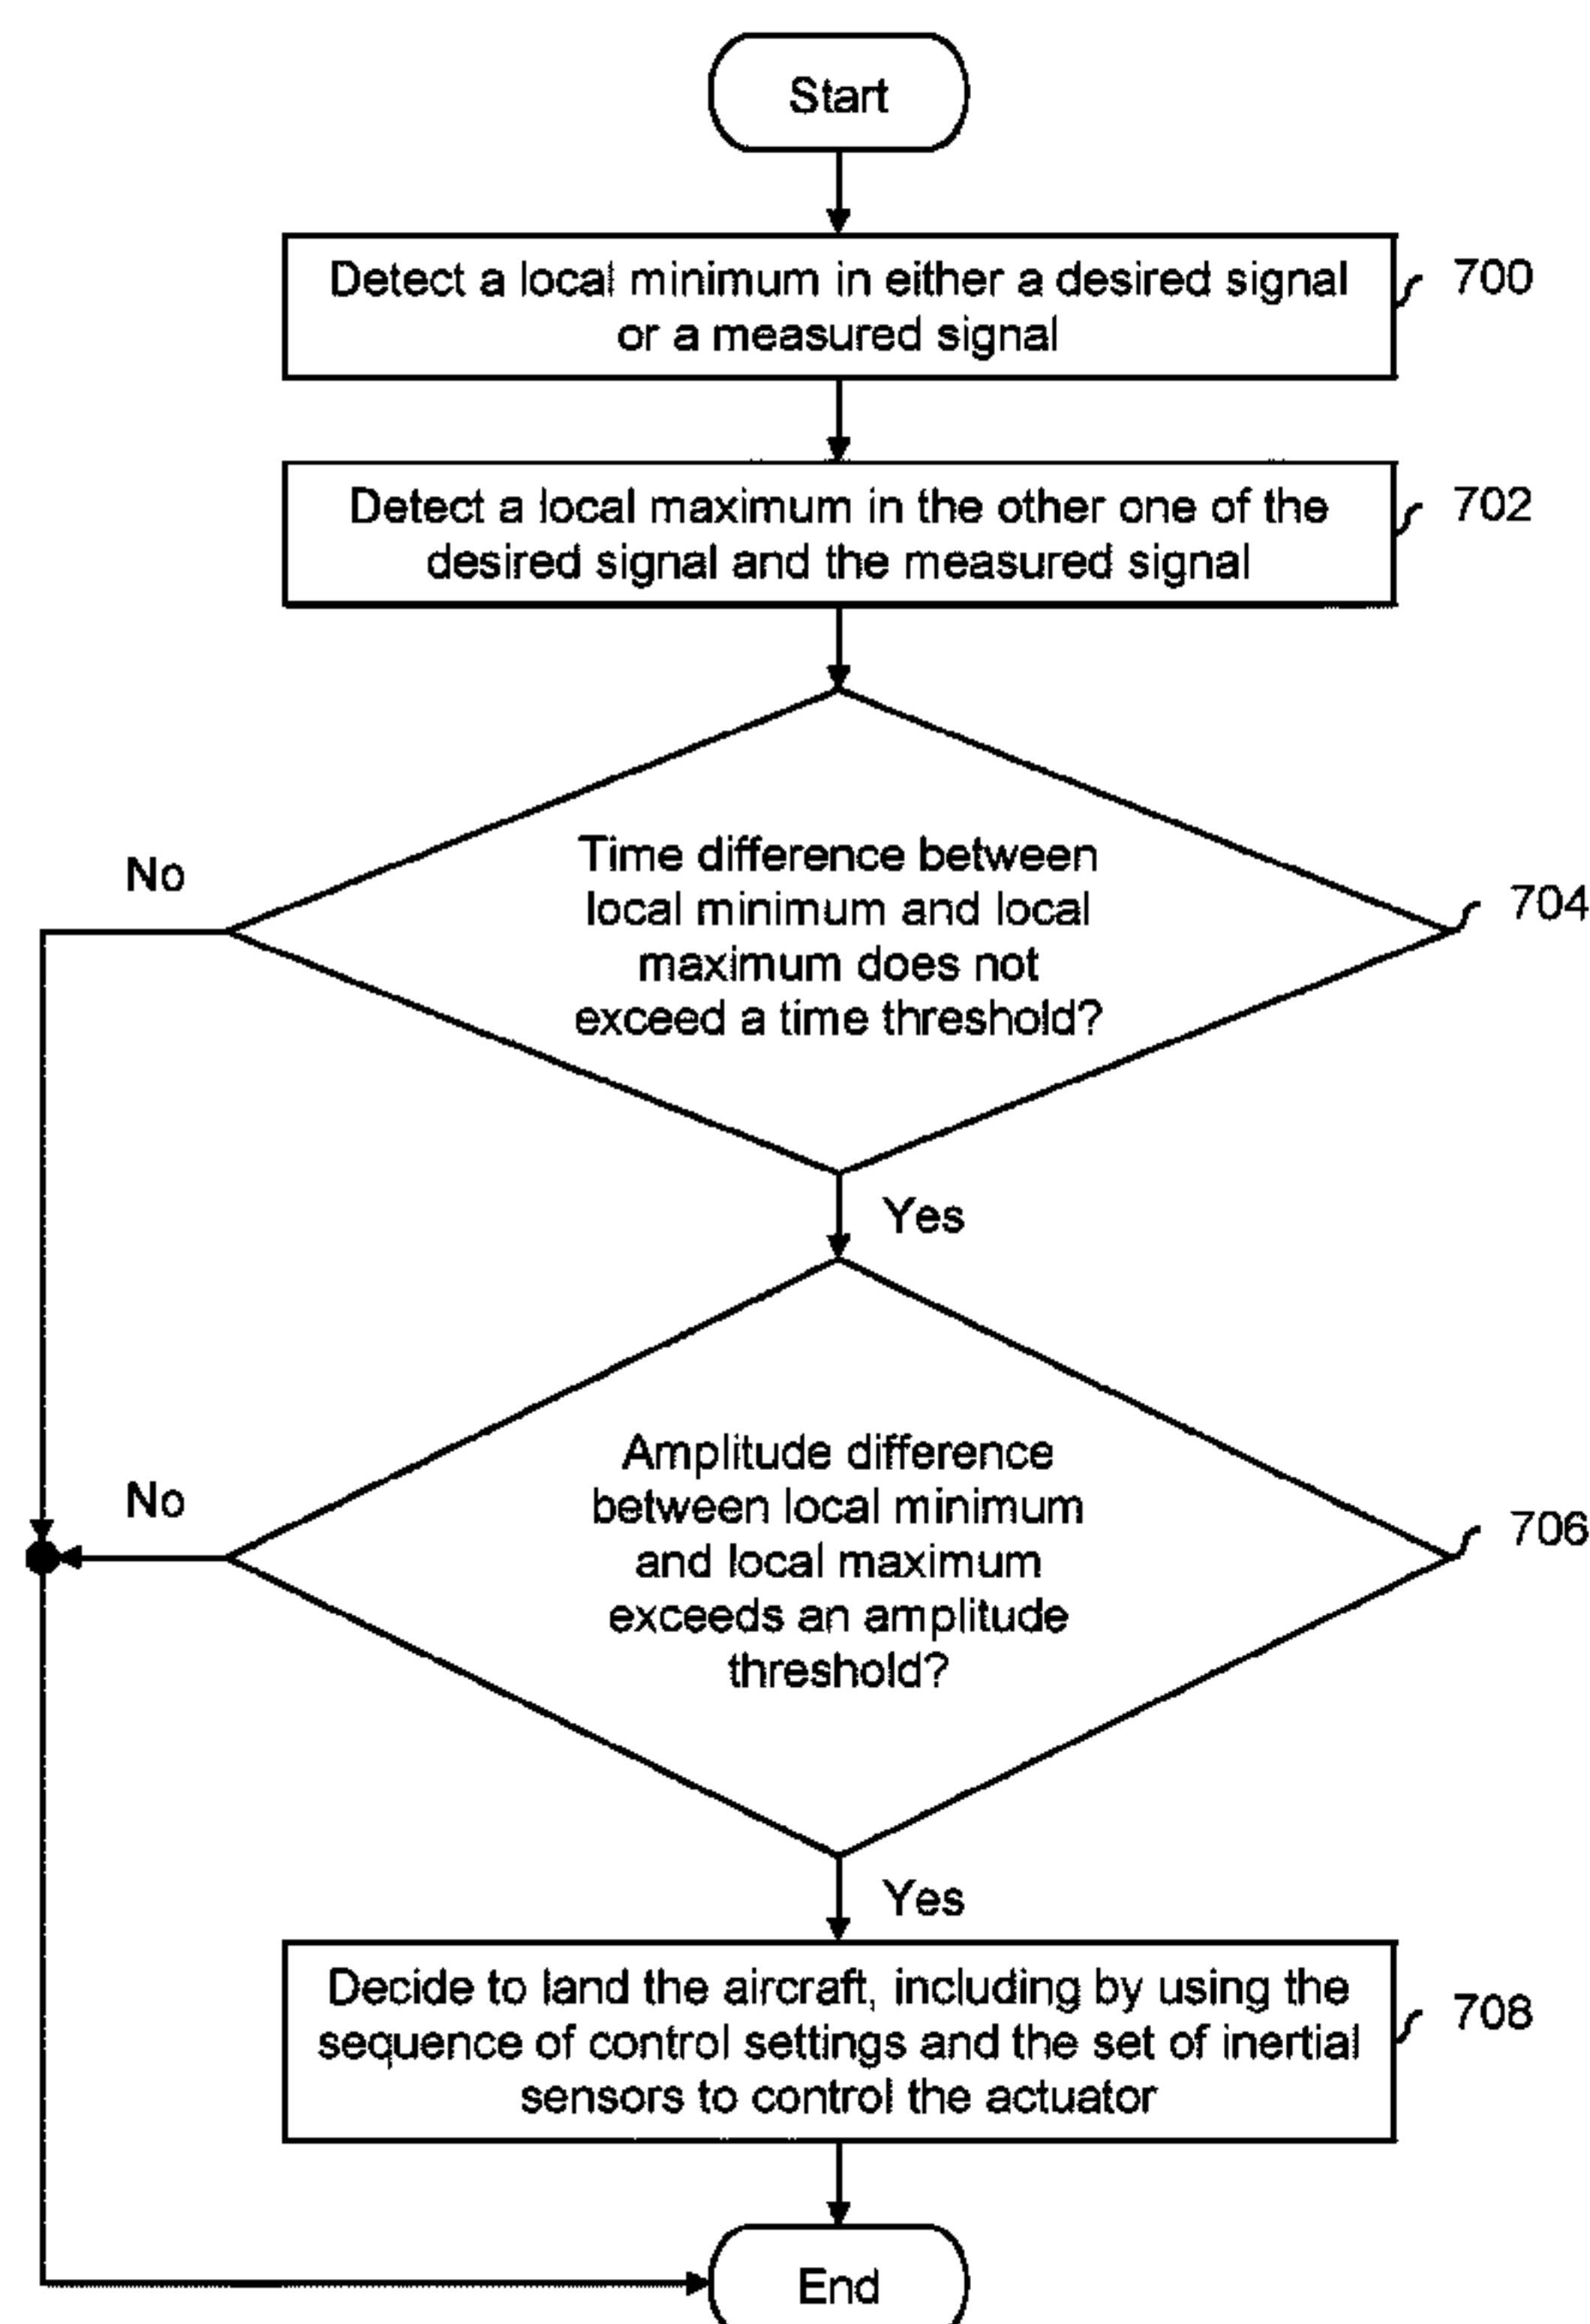 Start
Detect a local minimum in either a desired signal
or a measured signal
700
Detect a local maximum in the other one of the
desired signal and the measured signal
702
Time difference between
local minimum and local
maximum does not
exceed a time threshold?
704
No
Yes
Amplitude difference
between local minimum
and local maximum
exceeds an amplitude
threshold?
706
No
Yes
Decide to land the aircraft, including by using the
sequence of control settings and the set of inertial
sensors to control the actuator
708
End